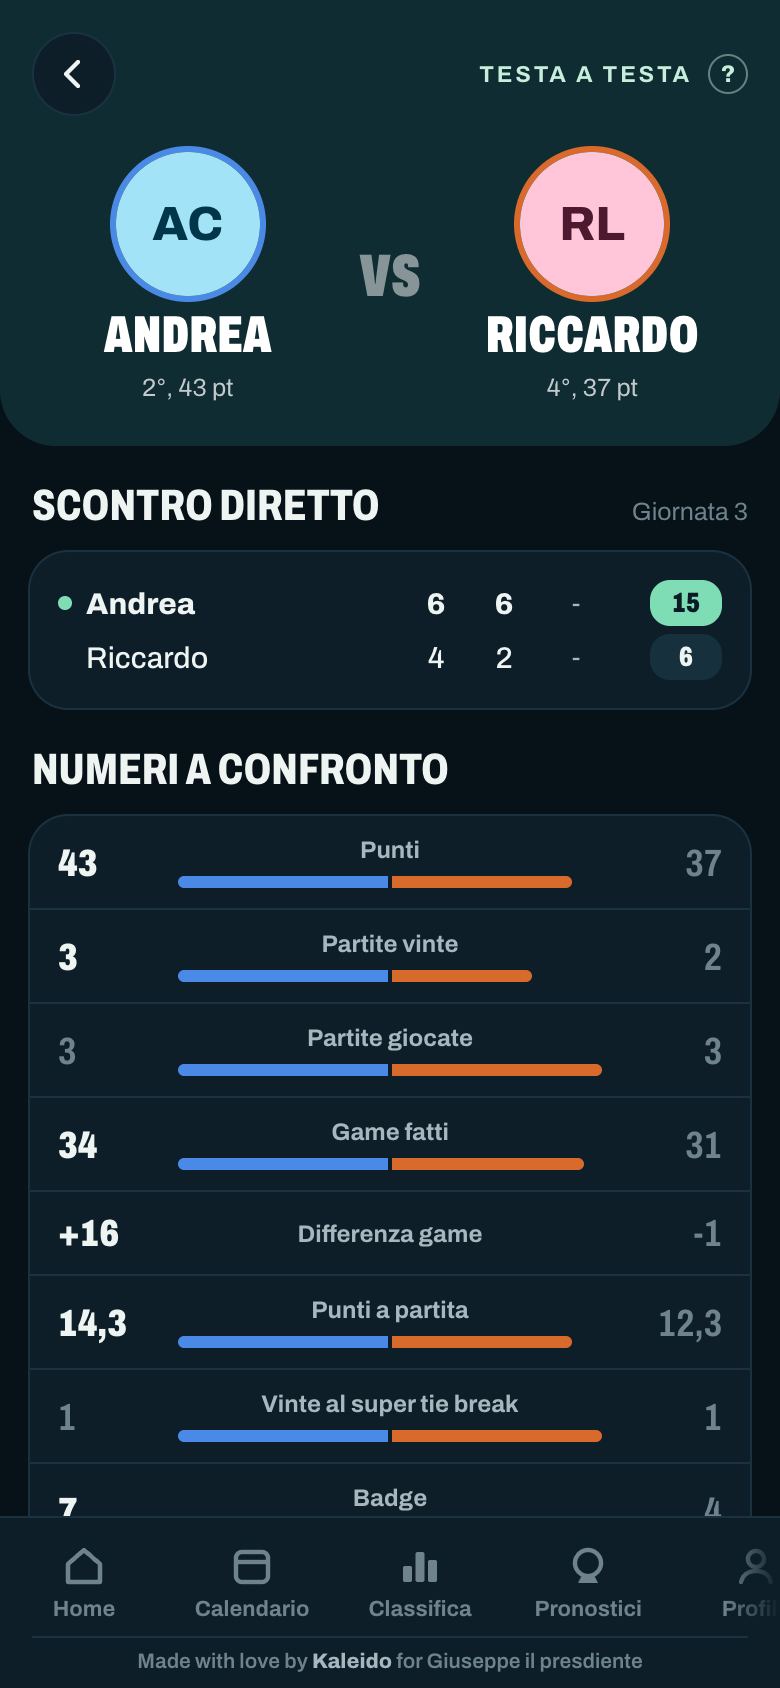 TESTA A TESTA ?
AC
RL
VS
ANDREA
RICCARDO
2°, 43 pt
4°, 37 pt
SCONTRO DIRETTO
Giornata 3
Andrea 6 6 - 15
Riccardo 4 2 - 6
NUMERI A CONFRONTO
43 Punti 37
3 Partite vinte 2
3 Partite giocate 3
34 Game fatti 31
+16 Differenza game -1
14,3 Punti a partita 12,3
1 Vinte al super tie break 1
7 Badge 4
Home Calendario Classifica Pronostici Profil
Made with love by Kaleido for Giuseppe il presdiente